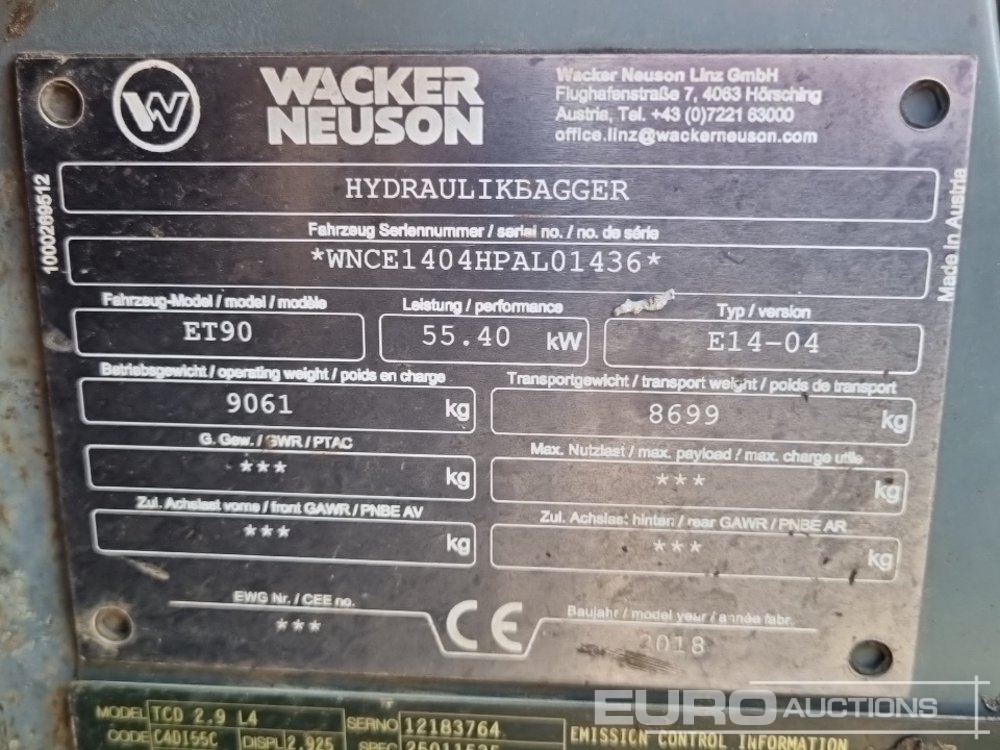 W
WACKER
NEUSON
Wacker Neuson Linz GmbH
Flughafenstraße 7, 4063 Hörsching
Austria, Tel. +43 (0)7221 63000
office.linz@wackerneuson.com
1000269512
HYDRAULIKBAGGER
Made in Austria
Fahrzeug Seriennummer / serial no. / no. de série
*WNCE1404HPAL01436*
Fahrzeug-Model / model / modèle
Leistung / performance
Typ / version
ET90
55.40 kW
E14-04
Betriebsgewicht / operating weight / poids en charge
Transportgewicht / transport weight / poids de transport
9061 kg
8699 kg
G. Gew. / GWR / PTAC
Max. Nutzlast / max. payload / max. charge utile
*** kg
*** kg
Zul. Achslast vorne / front GAWR / PNBE AV
Zul. Achslast hinten / rear GAWR / PNBE AR
*** kg
*** kg
EWG Nr. / CEE no.
***
CE
Baujahr / model year / année fabr.
2018
MODEL TCD 2.9 L4
SERNO 12183764
EMISSION CONTROL INFORMATION
CODE C4DI55C
DISPL 2.925
SPEC
EURO AUCTIONS